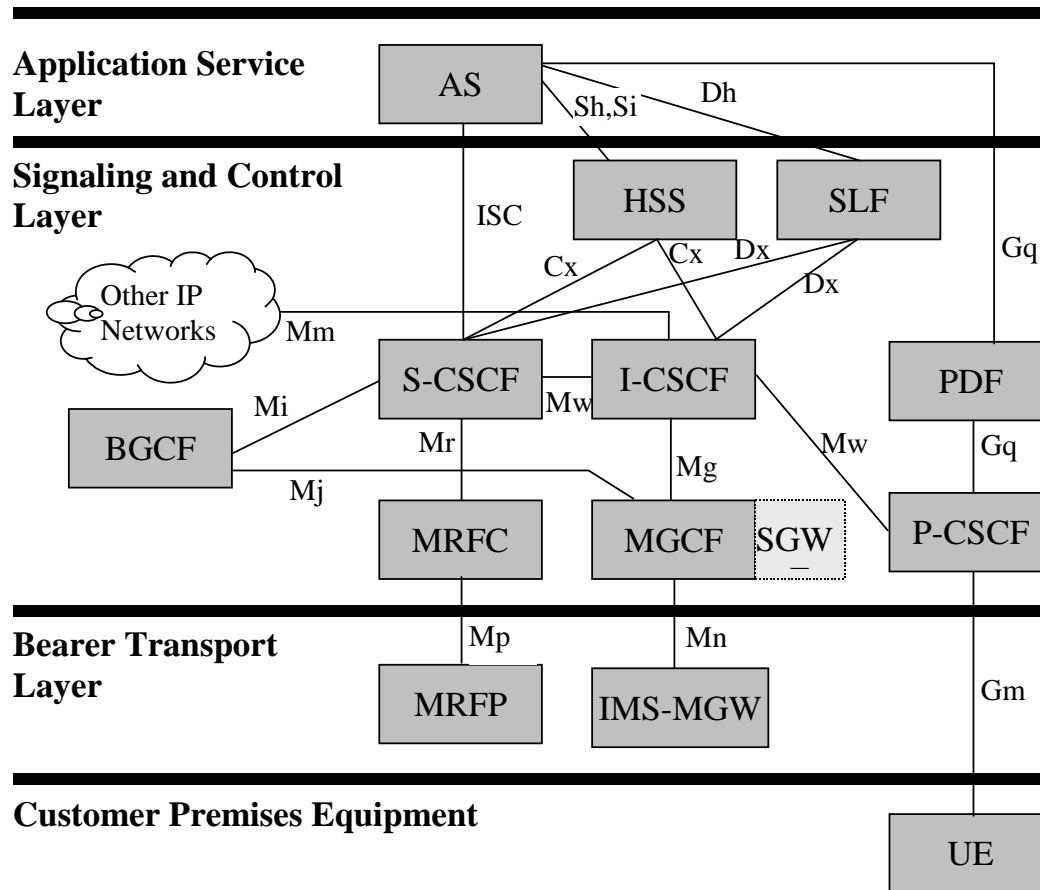 Application Service
Layer
AS
Sh,Si
Dh
Signaling and Control
Layer
HSS
SLF
ISC
Cx
Cx
Dx
Dx
Gq
Other IP
Networks
Mm
S-CSCF
I-CSCF
PDF
Mi
Mw
BGCF
Mr
Mg
Mw
Gq
Mj
MRFC
MGCF
SGW
P-CSCF
Bearer Transport
Layer
Mp
Mn
MRFP
IMS-MGW
Gm
Customer Premises Equipment
UE